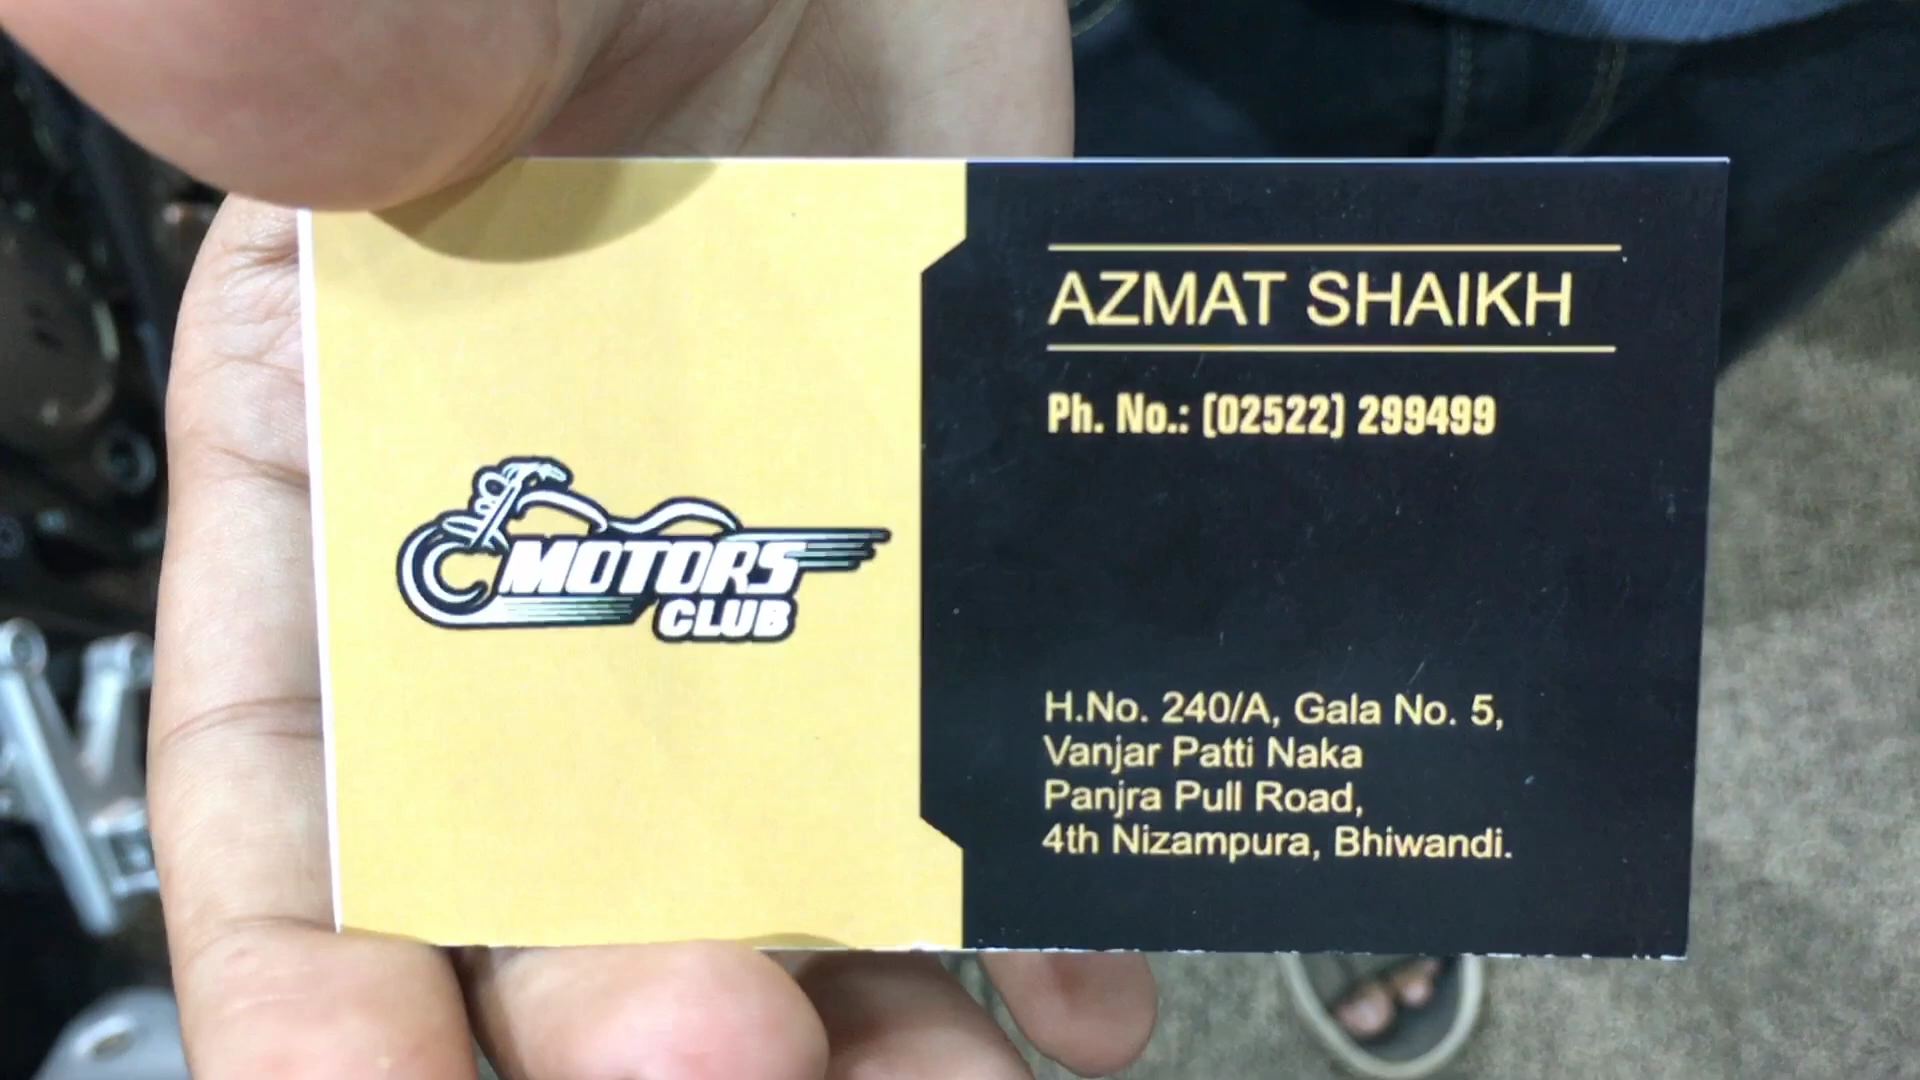 MOTORS
CLUB
AZMAT SHAIKH
Ph. No.: (02522) 299499
H.No. 240/A, Gala No. 5,
Vanjar Patti Naka
Panjra Pull Road,
4th Nizampura, Bhiwandi.